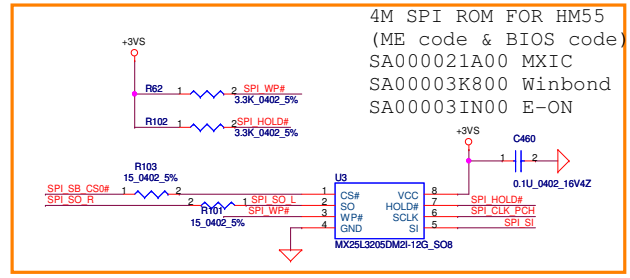 4M SPI ROM FOR HM55
(ME code & BIOS code)
SA000021A00 MXIC
SA00003K800 Winbond
SA00003IN00 E-ON
+3VS
R62 1 2 SPI_WP#
3.3K_0402_5%
R102 1 2 SPI_HOLD#
3.3K_0402_5%
+3VS
C460
1 2
0.1U_0402_16V4Z
R103
15_0402_5%
U3
SPI_SB_CS0# 1 2 1 CS# VCC 8
SPI_SO_R 2 1 SPI_SO_L 2 SO HOLD# 7 SPI_HOLD#
R101 SPI_WP# 3 WP# SCLK 6 SPI_CLK_PCH
15_0402_5% 4 GND SI 5 SPI_SI
MX25L3205DM2I-12G_SO8